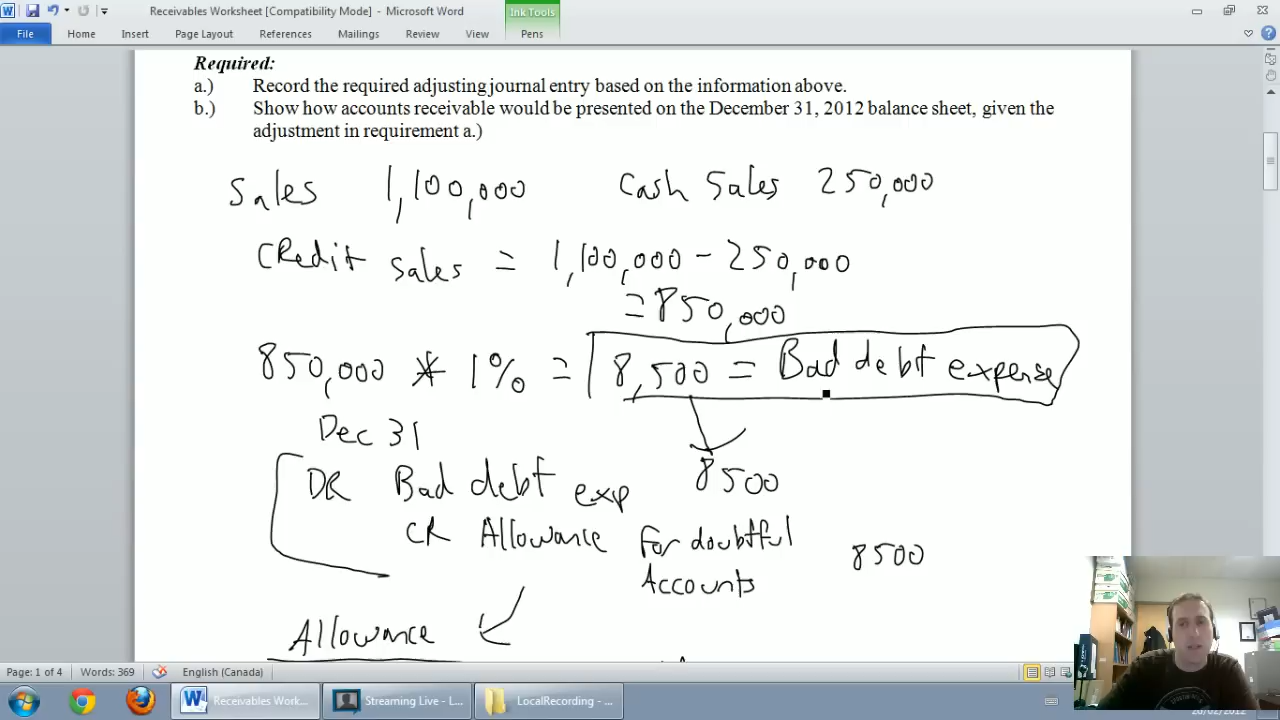 Receivables Worksheet [Compatibility Mode] - Microsoft Word
Ink Tools
File Home Insert Page Layout References Mailings Review View Pens
Required:
a.) Record the required adjusting journal entry based on the information above.
b.) Show how accounts receivable would be presented on the December 31, 2012 balance sheet, given the
adjustment in requirement a.)
Sales 1,100,000 Cash Sales 250,000
CRedit sales = 1,100,000 - 250,000
= 850,000
850,000 * 1% = 8,500 = Bad debt expense
Dec 31
DR Bad debt exp 8500
CR Allowance For doubtful
Accounts 8500
Allowance
Page: 1 of 4 Words: 369 English (Canada)
Receivables Work... Streaming Live - L... LocalRecording - ...